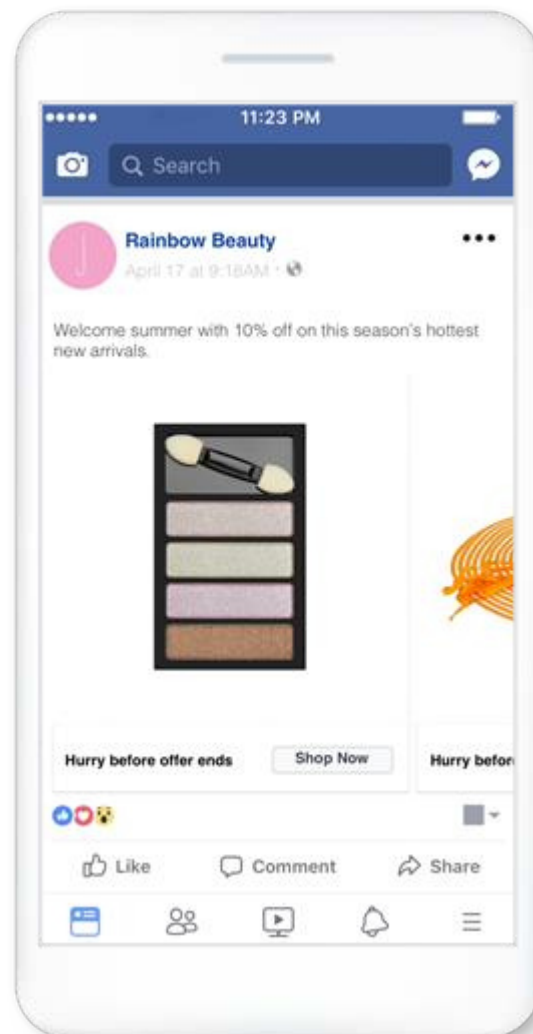 11:23 PM
Search
Rainbow Beauty
April 17 at 9:18AM
Welcome summer with 10% off on this season's hottest
new arrivals.
Hurry before offer ends
Shop Now
Hurry befor
Like
Comment
Share